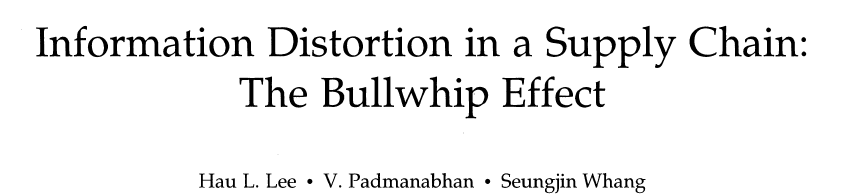 Information Distortion in a Supply Chain:
The Bullwhip Effect
Hau L. Lee • V. Padmanabhan • Seungjin Whang